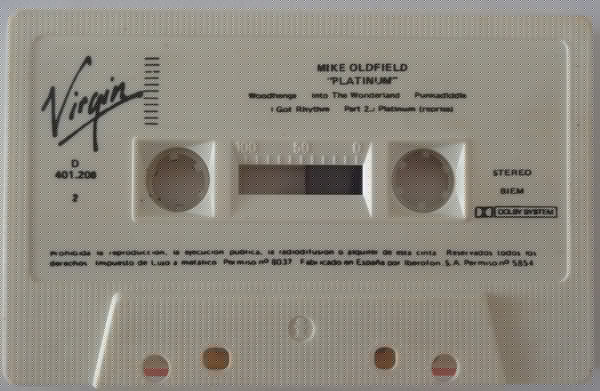 Virgin
MIKE OLDFIELD
"PLATINUM"
Woodhenge Into The Wonderland Punkadiddle
I Got Rhythm Part 2.: Platinum (reprise)
100 50 0
D
401.208
2
STEREO
BIEM
DOLBY SYSTEM
Prohibida la reproducción, la ejecución pública, la radiodifusión o alquiler de esta cinta. Reservados todos los
derechos. Impuesto de Lujo a metálico. Permiso nº 8037 Fabricado en España por Iberofon, S.A. Permiso nº 5854